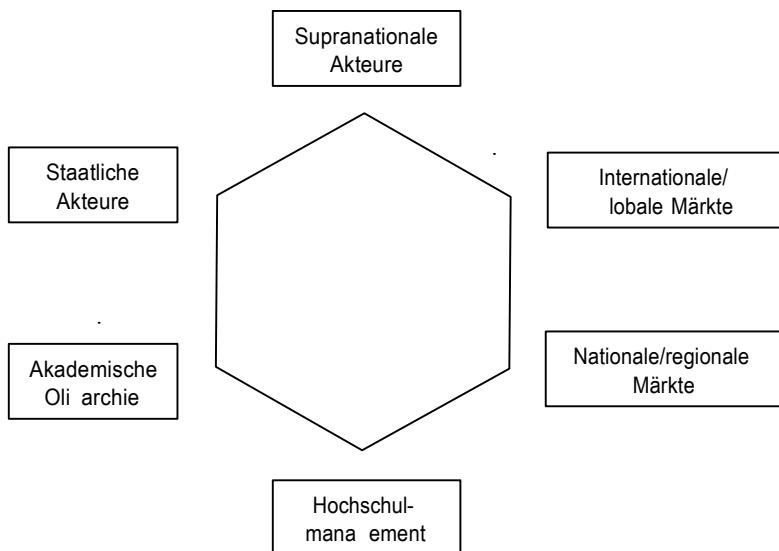 Supranationale
Akteure
Staatliche
Akteure
Internationale/
lobale Märkte
Akademische
Oli archie
Nationale/regionale
Märkte
Hochschul-
mana ement